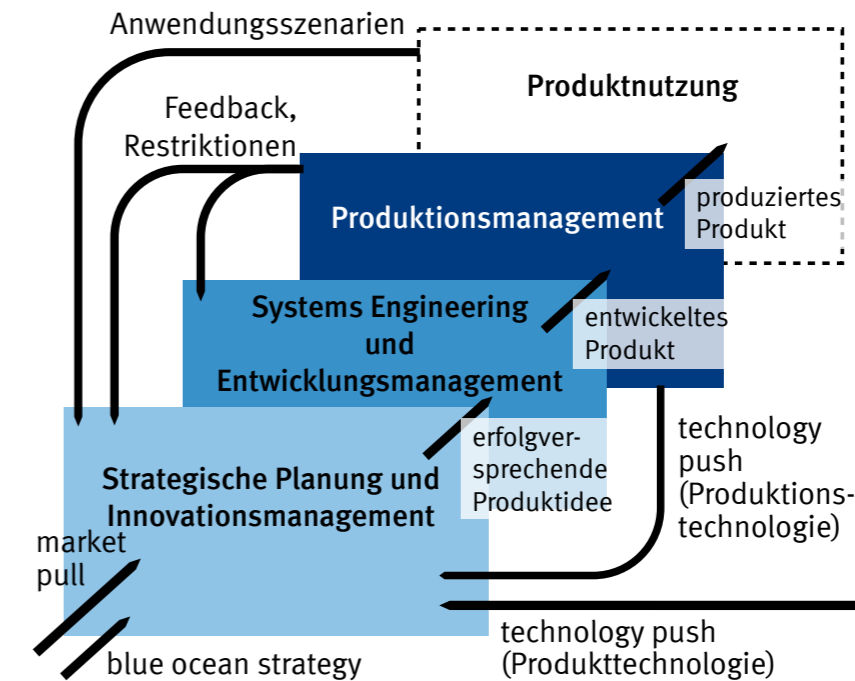 Anwendungsszenarien
Produktnutzung
Feedback,
Restriktionen
produziertes
Produkt
Produktionsmanagement
Systems Engineering
und
Entwicklungsmanagement
entwickeltes
Produkt
erfolgver-
sprechende
Produktidee
technology
push
(Produktions-
technologie)
Strategische Planung und
Innovationsmanagement
market
pull
blue ocean strategy
technology push
(Produkttechnologie)